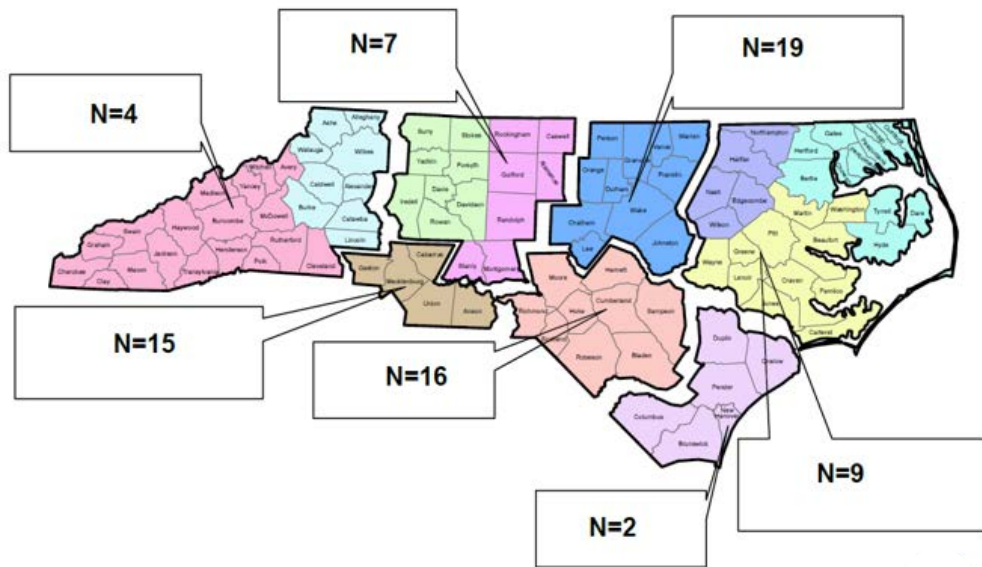 N=7
N=19
N=4
N=15
N=16
N=9
N=2
Ashe
Alleghany
Watauga
Wilkes
Mitchell
Avery
Caldwell
Alexander
Madison
Yancey
Burke
Catawba
McDowell
Lincoln
Buncombe
Haywood
Swain
Rutherford
Graham
Jackson
Henderson
Polk
Cleveland
Cherokee
Macon
Transylvania
Clay
Surry
Stokes
Rockingham
Caswell
Yadkin
Forsyth
Guilford
Davie
Davidson
Iredell
Randolph
Rowan
Stanly
Montgomery
Cabarrus
Gaston
Mecklenburg
Union
Anson
Person
Warren
Orange
Durham
Franklin
Chatham
Wake
Lee
Johnston
Moore
Harnett
Richmond
Hoke
Cumberland
Sampson
Robeson
Bladen
Northampton
Gates
Halifax
Hertford
Bertie
Nash
Edgecombe
Martin
Washington
Tyrrell
Dare
Wilson
Pitt
Beaufort
Hyde
Wayne
Greene
Lenoir
Craven
Pamlico
Jones
Carteret
Duplin
Onslow
Pender
Columbus
New
Hanover
Brunswick